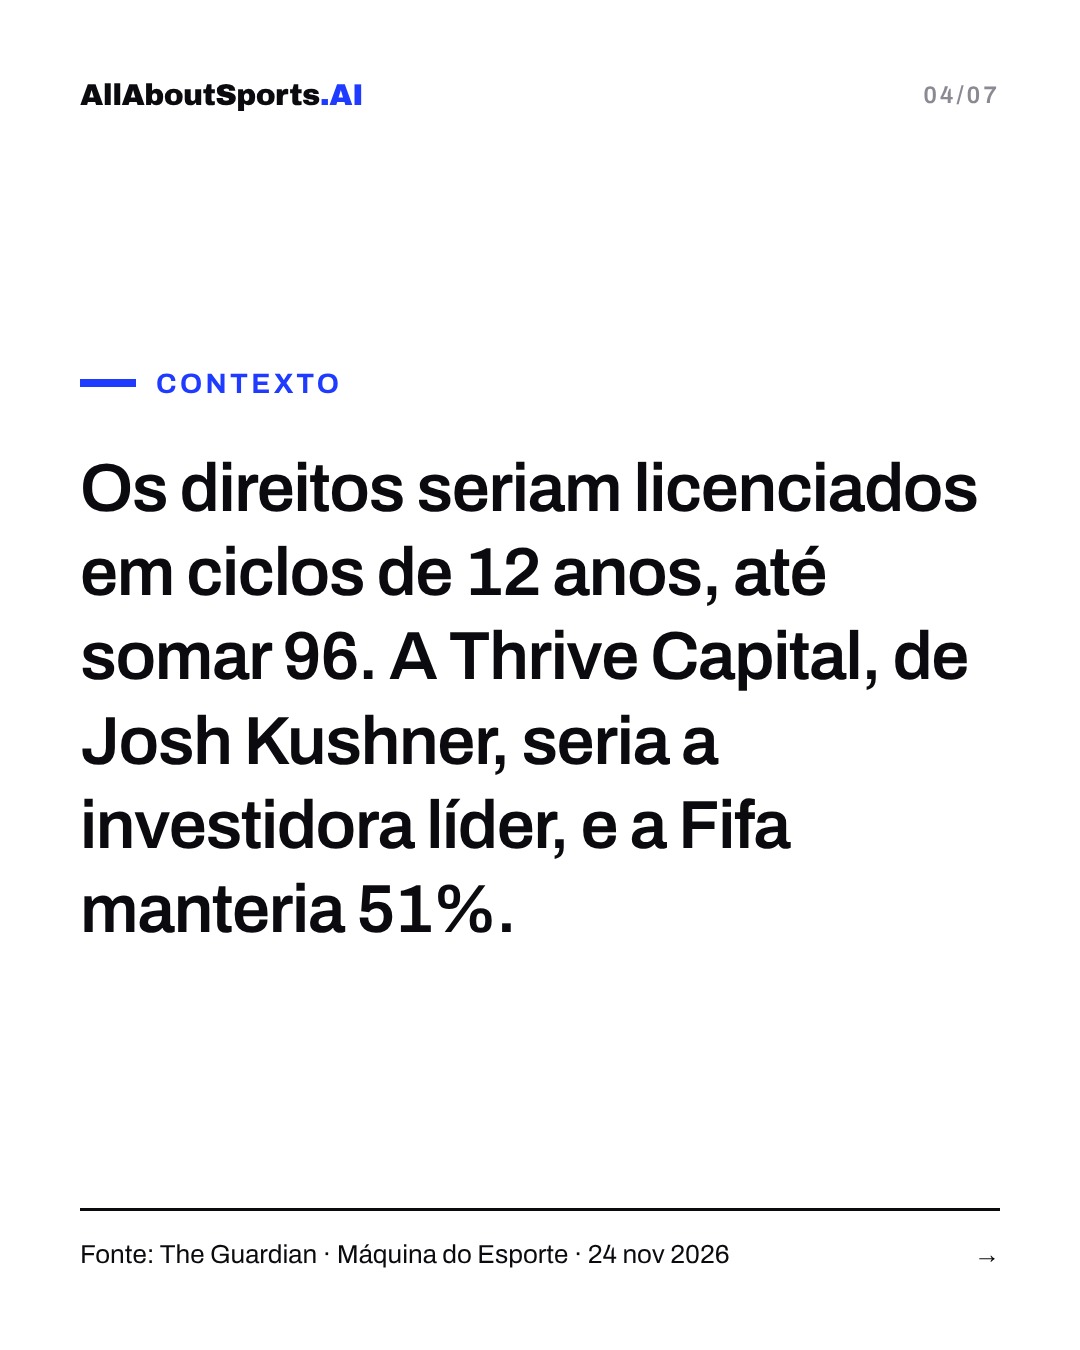 AllAboutSports.AI
04/07
CONTEXTO
Os direitos seriam licenciados
em ciclos de 12 anos, até
somar 96. A Thrive Capital, de
Josh Kushner, seria a
investidora líder, e a Fifa
manteria 51%.
Fonte: The Guardian · Máquina do Esporte · 24 nov 2026
→